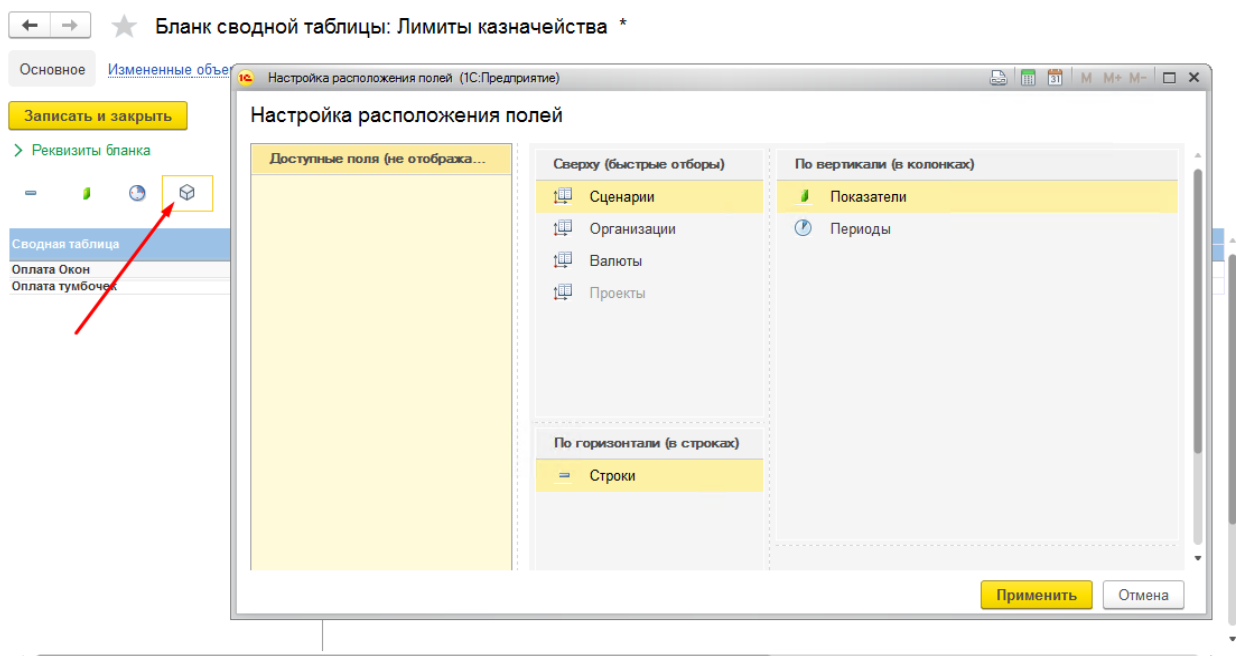 Бланк сводной таблицы: Лимиты казначейства *
Основное Измененные объе
1С Настройка расположения полей (1С:Предприятие) 31 M M+ M-
Записать и закрыть
Настройка расположения полей
Реквизиты бланка
Доступные поля (не отобража...
Сверху (быстрые отборы)
По вертикали (в колонках)
Сценарии
Показатели
Организации
Периоды
Валюты
Проекты
Сводная таблица
Оплата Окон
Оплата тумбочек
По горизонтали (в строках)
Строки
Применить Отмена